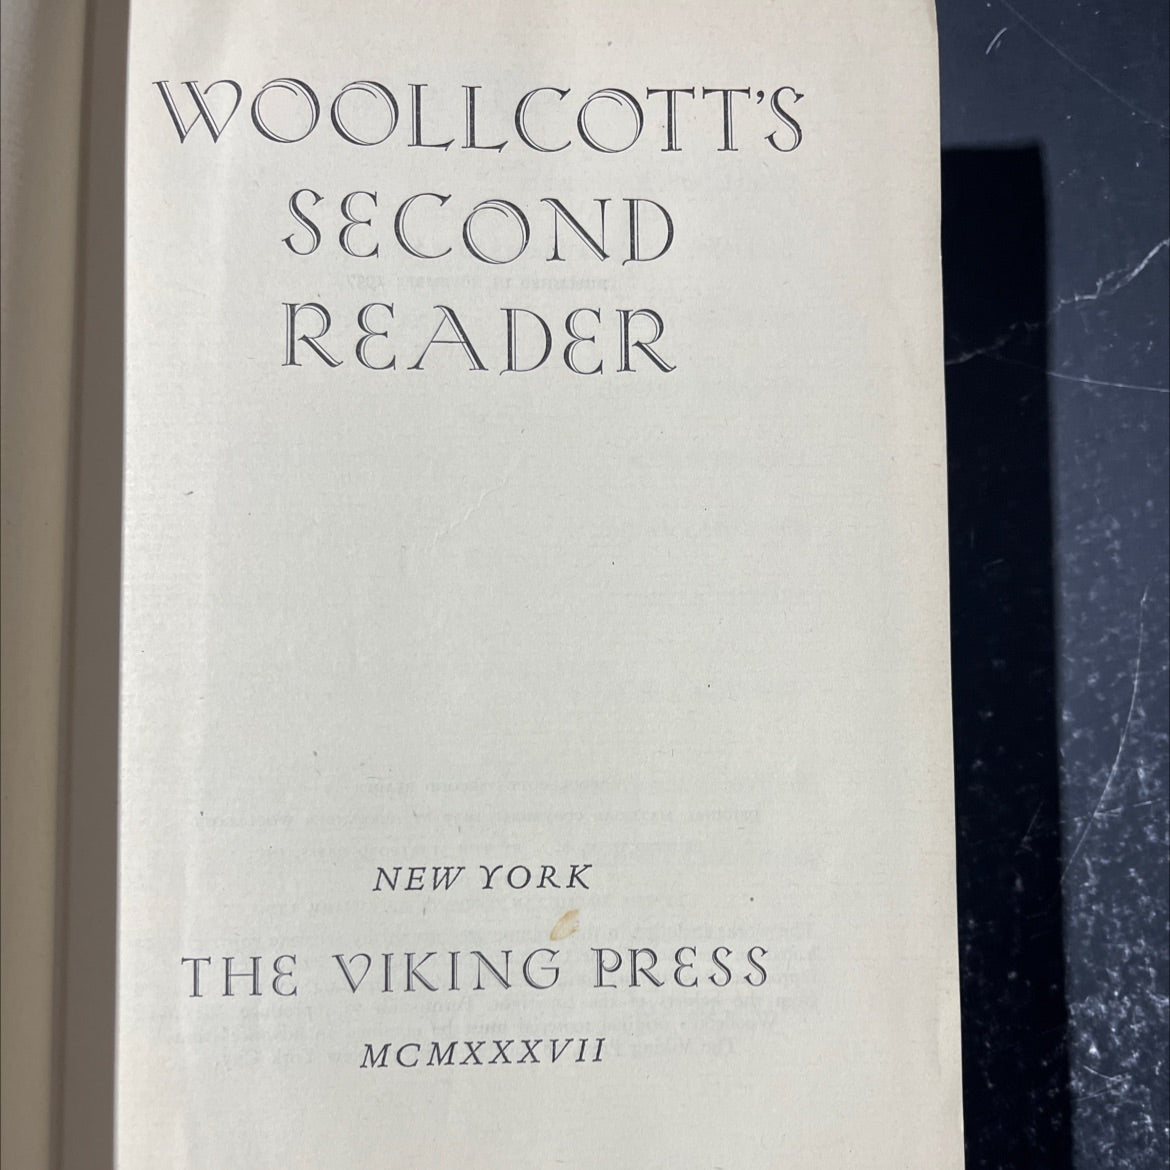 WOOLLCOTT'S
SECOND
READER
NEW YORK
THE VIKING PRESS
MCMXXXVII